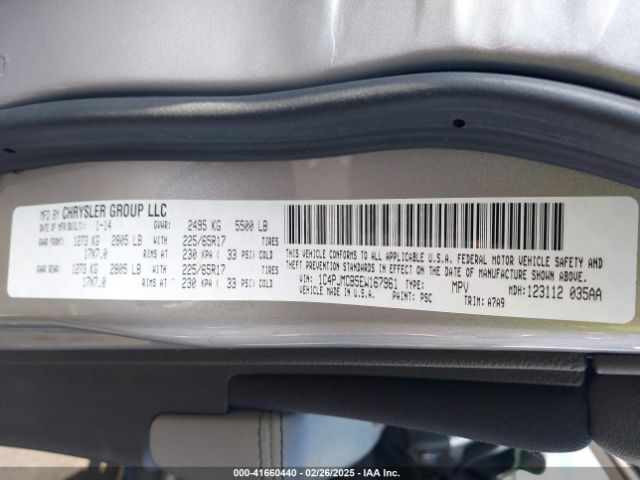 MFD BY CHRYSLER GROUP LLC
DATE OF MFR/BUILT: 1-14 GVWR: 2495 KG 5500 LB
GAWR FRONT: 1273 KG 2805 LB WITH 225/65R17 TIRES
17X7.0 RIMS AT 230 KPA ( 33 PSI) COLD
GAWR REAR: 1273 KG 2805 LB WITH 225/65R17 TIRES
17X7.0 RIMS AT 230 KPA ( 33 PSI) COLD
THIS VEHICLE CONFORMS TO ALL APPLICABLE U.S.A. FEDERAL MOTOR VEHICLE SAFETY, BUMPER,
AND THEFT PREVENTION STANDARDS IN EFFECT ON THE DATE OF MANUFACTURE SHOWN ABOVE.
VIN: 1C4PJMCB5EW167961 TYPE: MPV MDH: 123112 035AA
VEHICLE MADE IN U.S.A. PAINT: PSC TRIM: A7A9
000-41660440 - 02/26/2025 - IAA Inc.